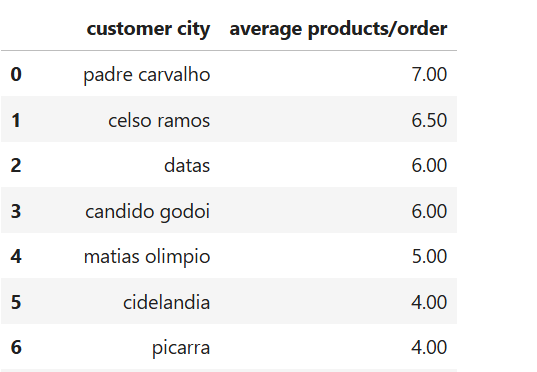 customer city average products/order
0 padre carvalho 7.00
1 celso ramos 6.50
2 datas 6.00
3 candido godoi 6.00
4 matias olimpio 5.00
5 cidelandia 4.00
6 picarra 4.00